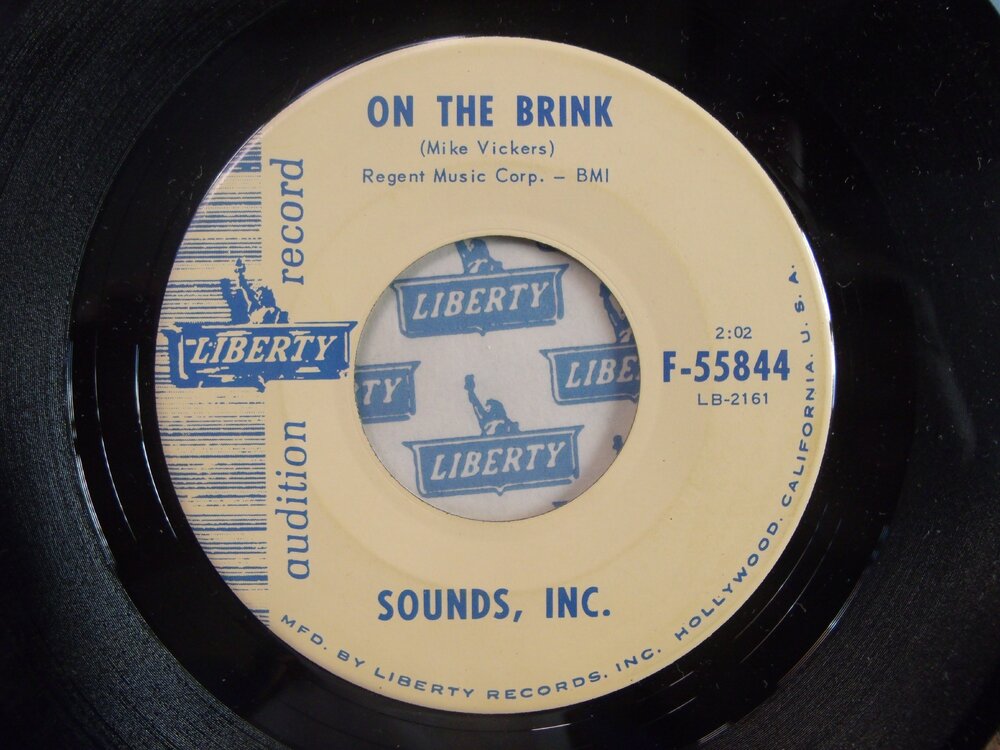 ON THE BRINK
(Mike Vickers)
Regent Music Corp. – BMI
audition record
LIBERTY
LIBERTY
TY
LIBE
LIBERTY
2:02
F-55844
LB-2161
SOUNDS, INC.
MFD. BY LIBERTY RECORDS, INC. HOLLYWOOD, CALIFORNIA. U. S. A.